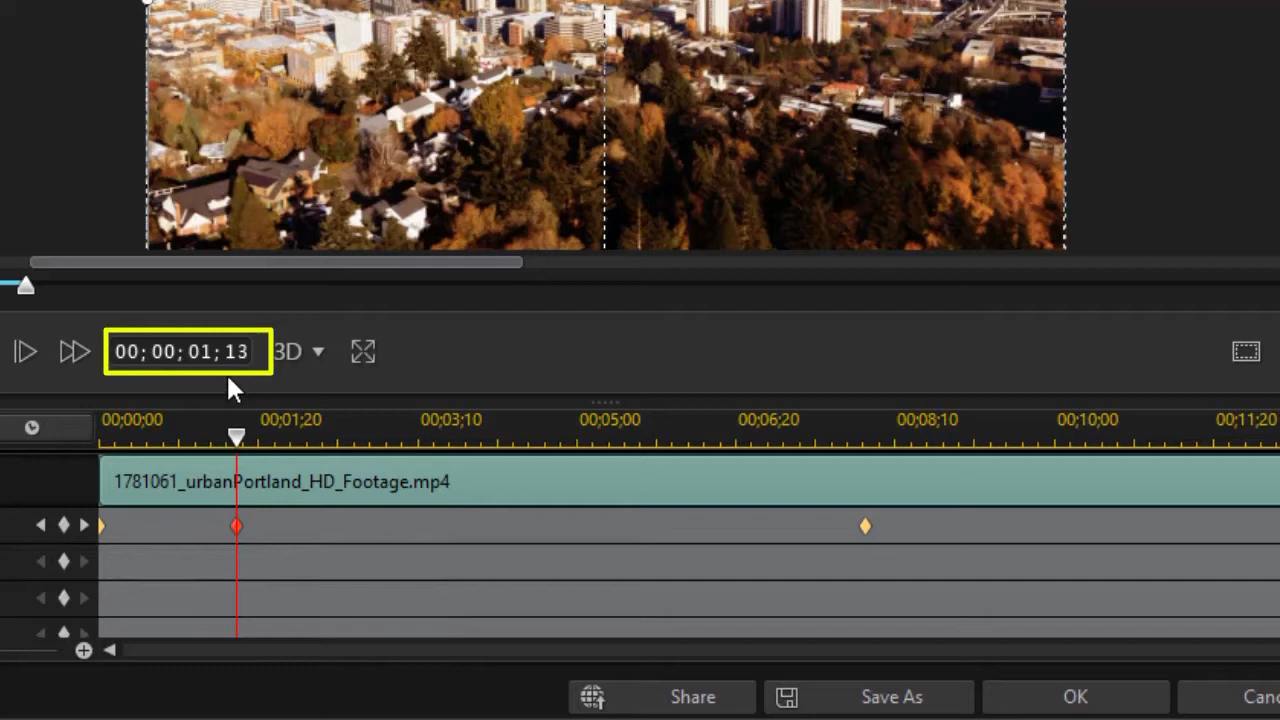 00;00;01;13 3D
00;00;00 00;01;20 00;03;10 00;05;00 00;06;20 00;08;10 00;10;00 00;11;20
1781061_urbanPortland_HD_Footage.mp4
Share Save As OK Canc